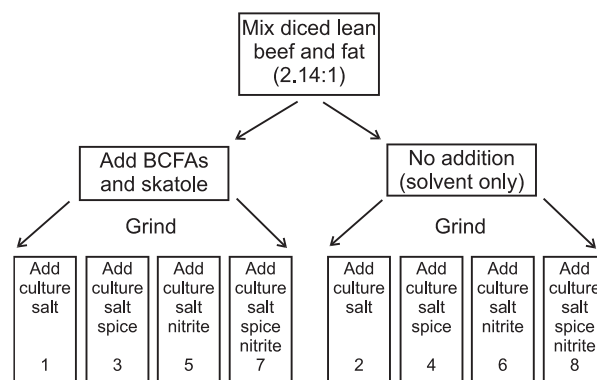 Mix diced lean
beef and fat
(2.14:1)
Add BCFAs
and skatole
No addition
(solvent only)
Grind
Grind
Add
culture
salt
1
Add
culture
salt
spice
3
Add
culture
salt
nitrite
5
Add
culture
salt
spice
nitrite
7
Add
culture
salt
2
Add
culture
salt
spice
4
Add
culture
salt
nitrite
6
Add
culture
salt
spice
nitrite
8